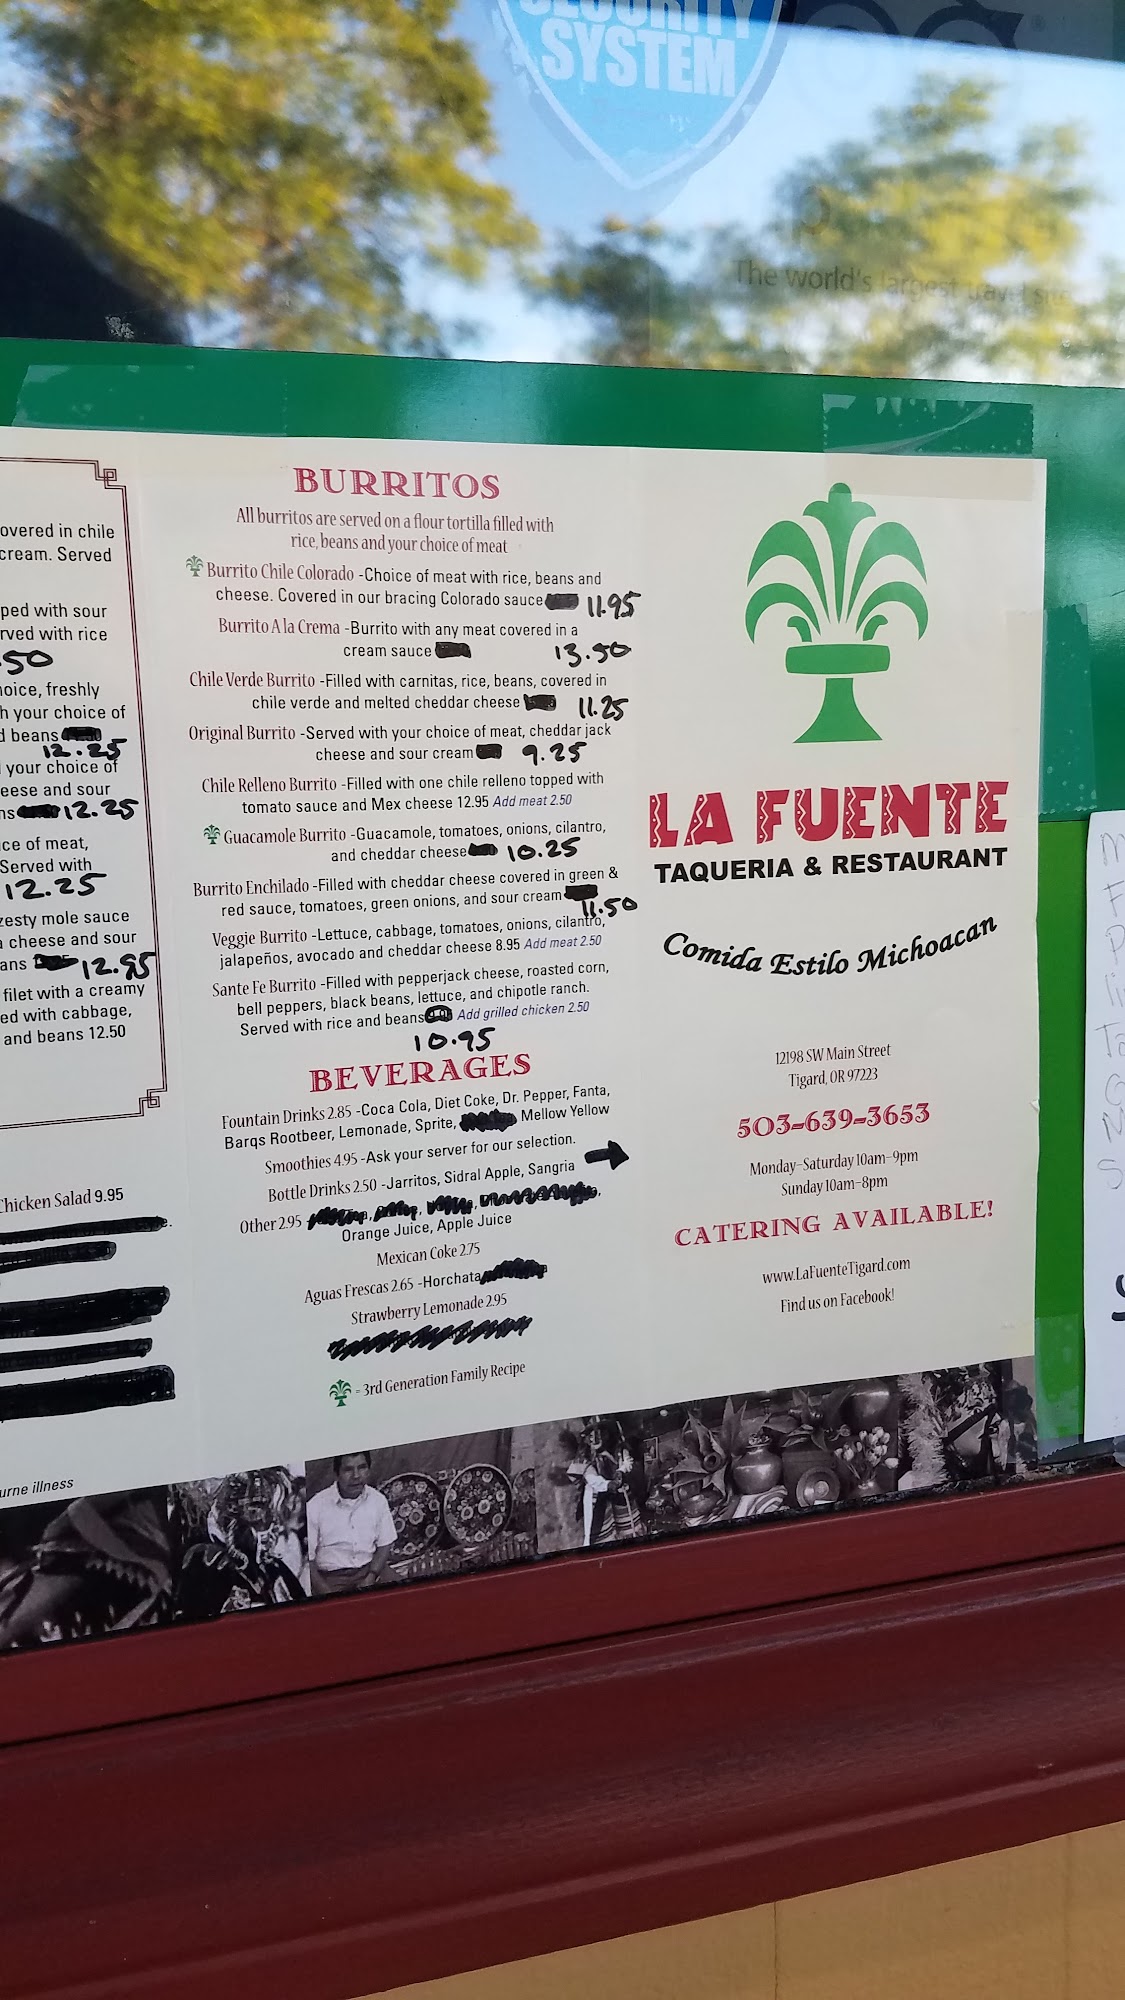 SECURITY
SYSTEM
The world's largest travel site
overed in chile
cream. Served
ped with sour
rved with rice
.50
hoice, freshly
h your choice of
d beans
12.25
your choice of
eese and sour
ns 12.25
ce of meat,
Served with
12.25
zesty mole sauce
a cheese and sour
ans 12.95
filet with a creamy
ed with cabbage,
and beans 12.50
Chicken Salad 9.95
urne illness
BURRITOS
All burritos are served on a flour tortilla filled with
rice, beans and your choice of meat
Burrito Chile Colorado -Choice of meat with rice, beans and
cheese. Covered in our bracing Colorado sauce 11.95
Burrito A la Crema -Burrito with any meat covered in a
cream sauce 13.50
Chile Verde Burrito -Filled with carnitas, rice, beans, covered in
chile verde and melted cheddar cheese 11.25
Original Burrito -Served with your choice of meat, cheddar jack
cheese and sour cream 9.25
Chile Relleno Burrito -Filled with one chile relleno topped with
tomato sauce and Mex cheese 12.95 Add meat 2.50
Guacamole Burrito -Guacamole, tomatoes, onions, cilantro,
and cheddar cheese 10.25
Burrito Enchilado -Filled with cheddar cheese covered in green &
red sauce, tomatoes, green onions, and sour cream
11.50
Veggie Burrito -Lettuce, cabbage, tomatoes, onions, cilantro,
jalapeños, avocado and cheddar cheese 8.95 Add meat 2.50
Sante Fe Burrito -Filled with pepperjack cheese, roasted corn,
bell peppers, black beans, lettuce, and chipotle ranch.
Served with rice and beans Add grilled chicken 2.50
10.95
BEVERAGES
Fountain Drinks 2.85 -Coca Cola, Diet Coke, Dr. Pepper, Fanta,
Barqs Rootbeer, Lemonade, Sprite, Mellow Yellow
Smoothies 4.95 -Ask your server for our selection.
Bottle Drinks 2.50 -Jarritos, Sidral Apple, Sangria
Other 2.95
Orange Juice, Apple Juice
Mexican Coke 2.75
Aguas Frescas 2.65 -Horchata
Strawberry Lemonade 2.95
= 3rd Generation Family Recipe
LA FUENTE
TAQUERIA & RESTAURANT
Comida Estilo Michoacan
12198 SW Main Street
Tigard, OR 97223
503-639-3653
Monday-Saturday 10am-9pm
Sunday 10am-8pm
CATERING AVAILABLE!
www.LaFuenteTigard.com
Find us on Facebook!